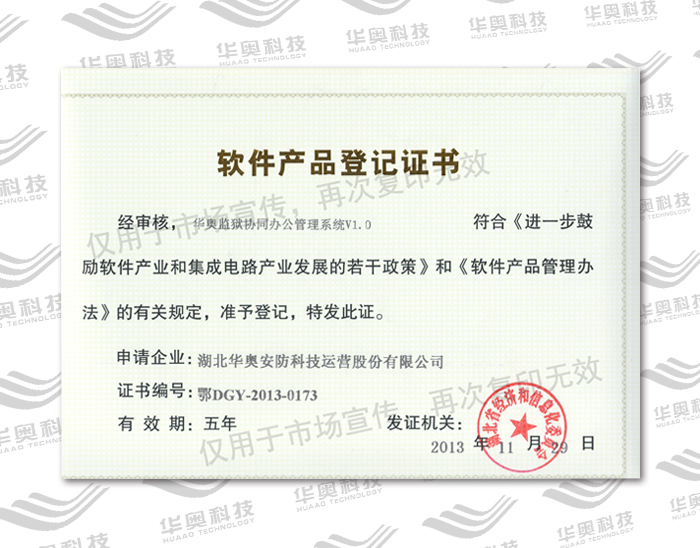 软件产品登记证书
经审核，华奥监狱协同办公管理系统V1.0 符合《进一步鼓
励软件产业和集成电路产业发展的若干政策》和《软件产品管理办
法》的有关规定，准予登记，特发此证。
申请企业：湖北华奥安防科技运营股份有限公司
证书编号：鄂DGY-2013-0173
有 效 期：五年 发证机关：
2013 年 11 月 29 日
湖北省经济和信息化委员会
仅用于市场宣传，再次复印无效
仅用于市场宣传，再次复印无效
华奥科技
HUAAO TECHNOLOGY